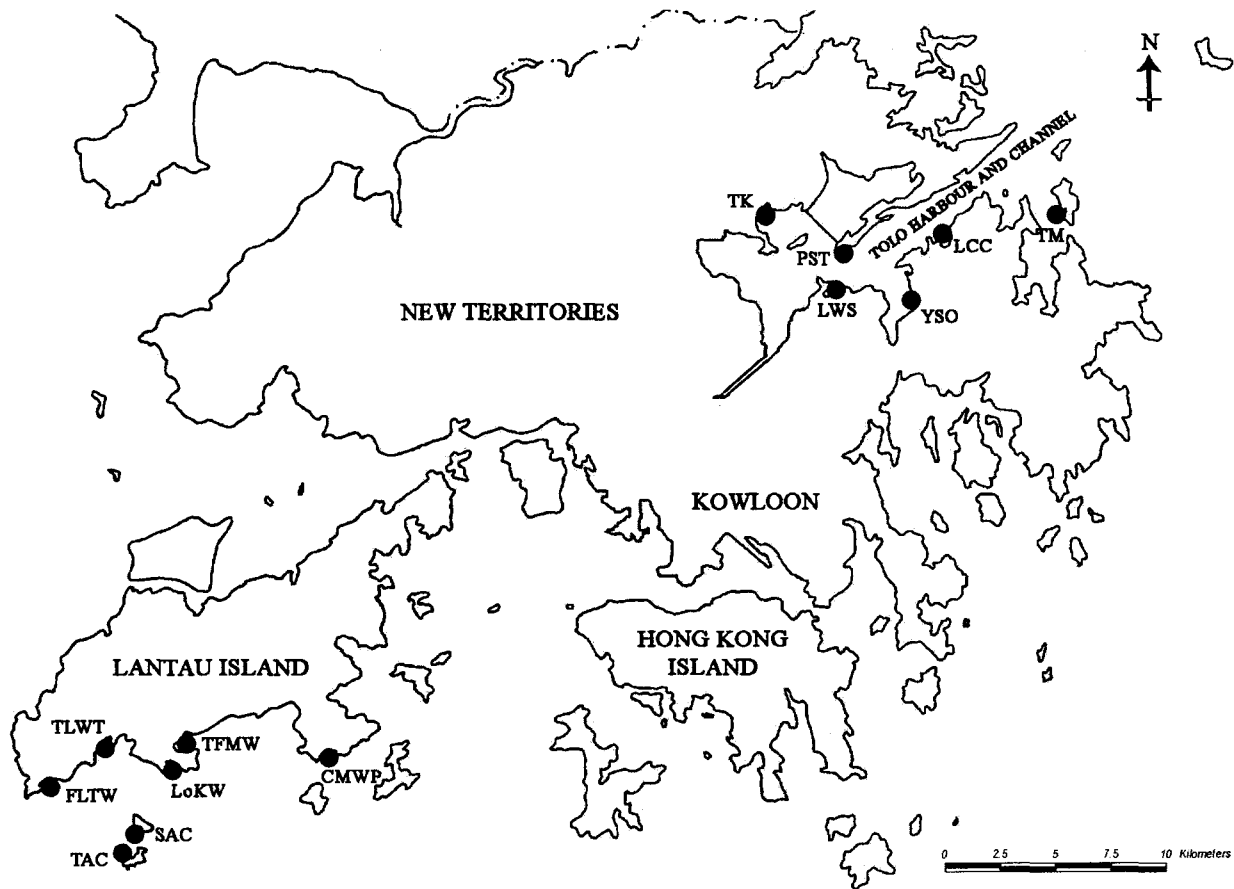 N
TOLO HARBOUR AND CHANNEL
TK
TM
LCC
PST
LWS
YSO
NEW TERRITORIES
KOWLOON
HONG KONG
ISLAND
LANTAU ISLAND
TLWT
TFMW
CMWP
LoKW
FLTW
SAC
TAC
0 2.5 5 7.5 10 Kilometers